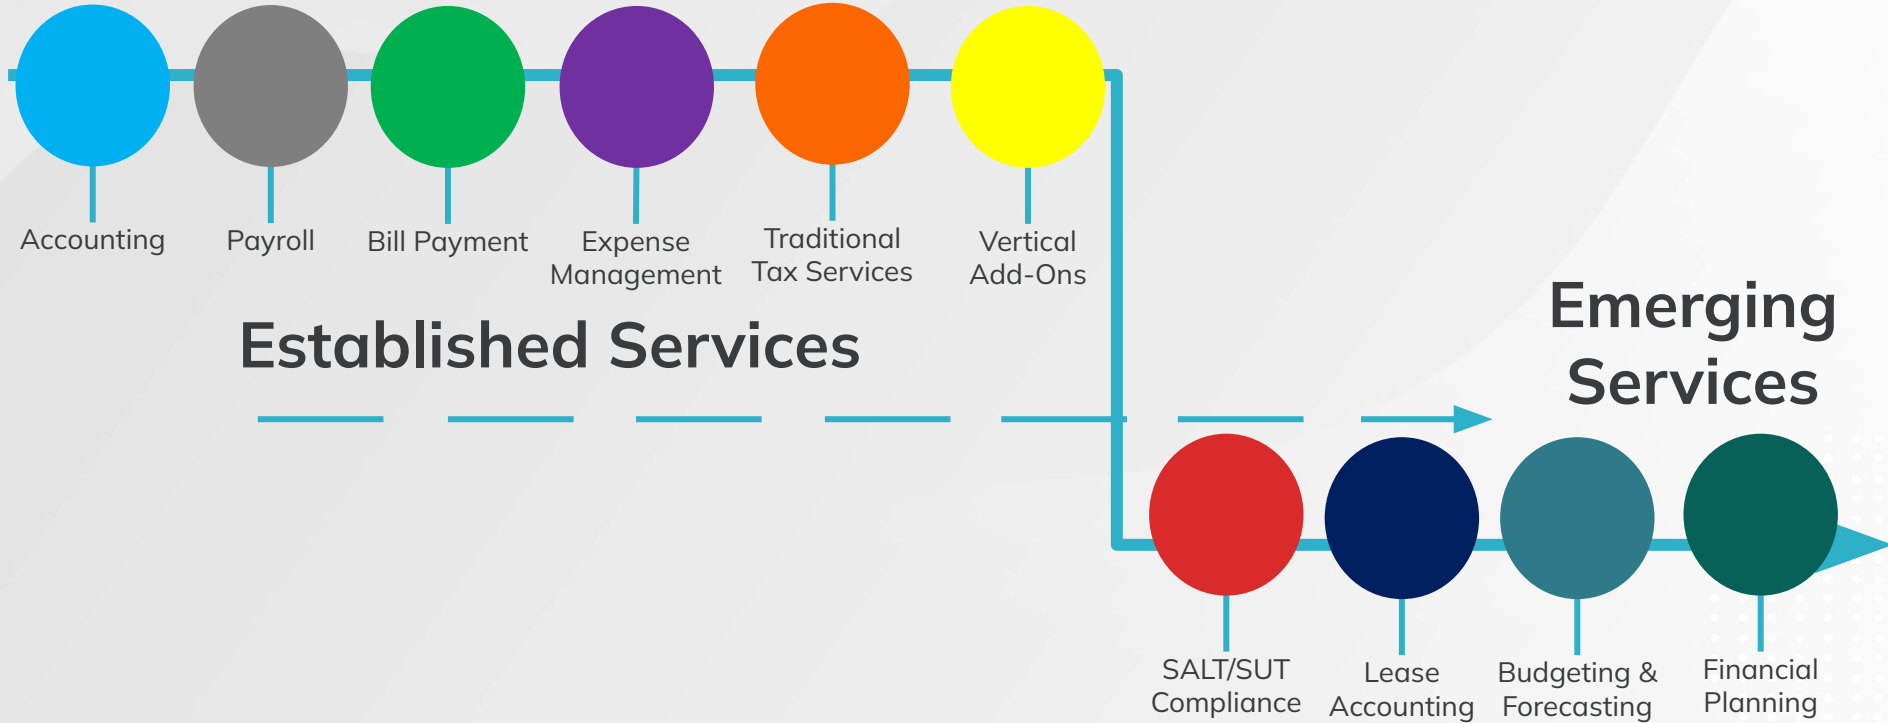 Accounting
Payroll
Bill Payment
Expense
Management
Traditional
Tax Services
Vertical
Add-Ons
Established Services
Emerging
Services
SALT/SUT
Compliance
Lease
Accounting
Budgeting &
Forecasting
Financial
Planning